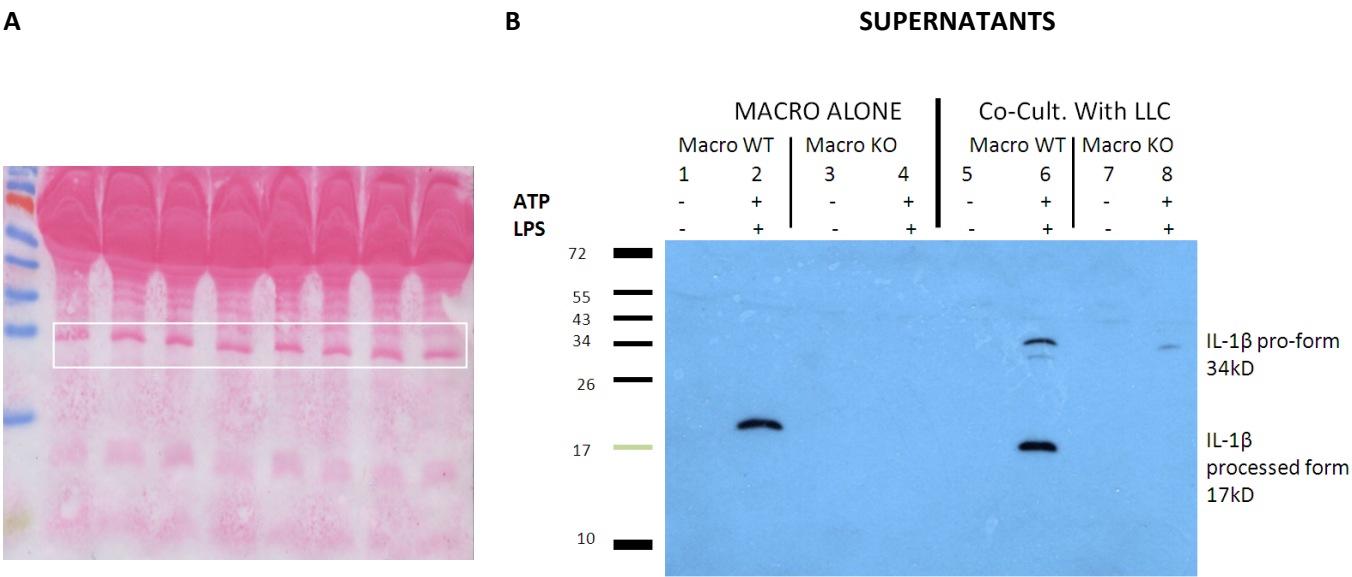 A
B
SUPERNATANTS
MACRO ALONE
Co-Cult. With LLC
Macro WT
Macro KO
Macro WT
Macro KO
1 2 3 4 5 6 7 8
ATP - + - + - + - +
LPS - + - + - + - +
72
55
43
34
26
17
10
IL-1β pro-form
34kD
IL-1β
processed form
17kD